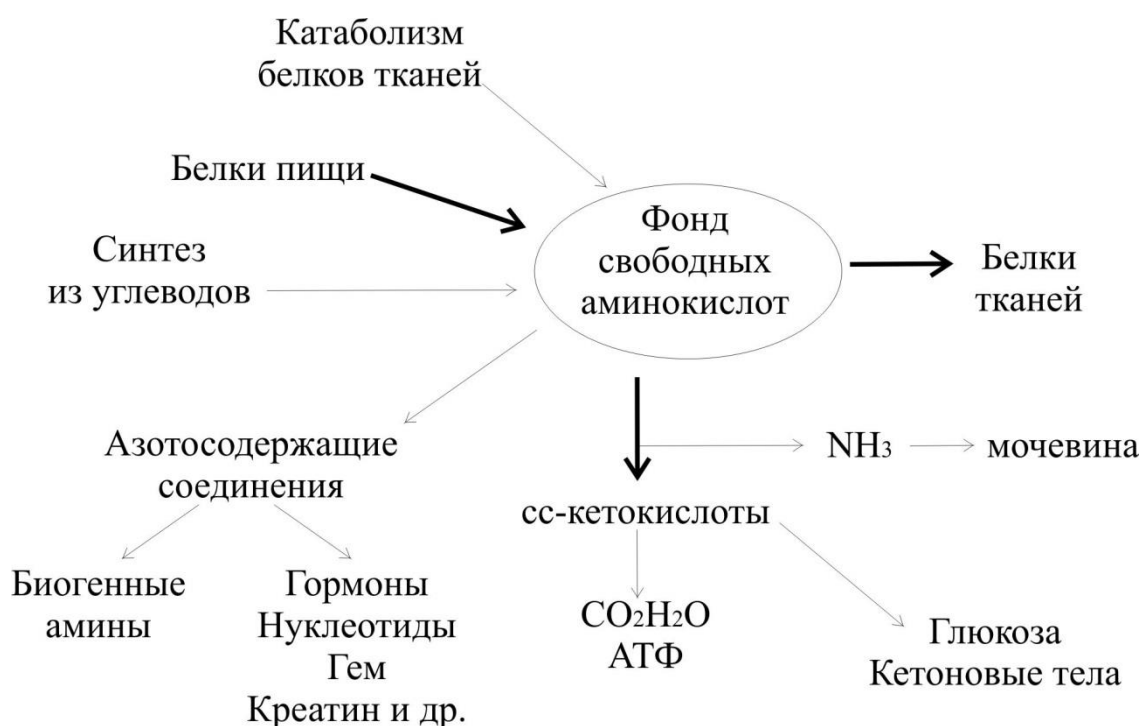 Катаболизм
белков тканей
Белки пищи
Синтез
из углеводов
Фонд
свободных
аминокислот
Белки
тканей
Азотосодержащие
соединения
NH₃
мочевина
сс-кетокислоты
Биогенные
амины
Гормоны
Нуклеотиды
Гем
Креатин и др.
CO₂H₂O
АТФ
Глюкоза
Кетоновые тела